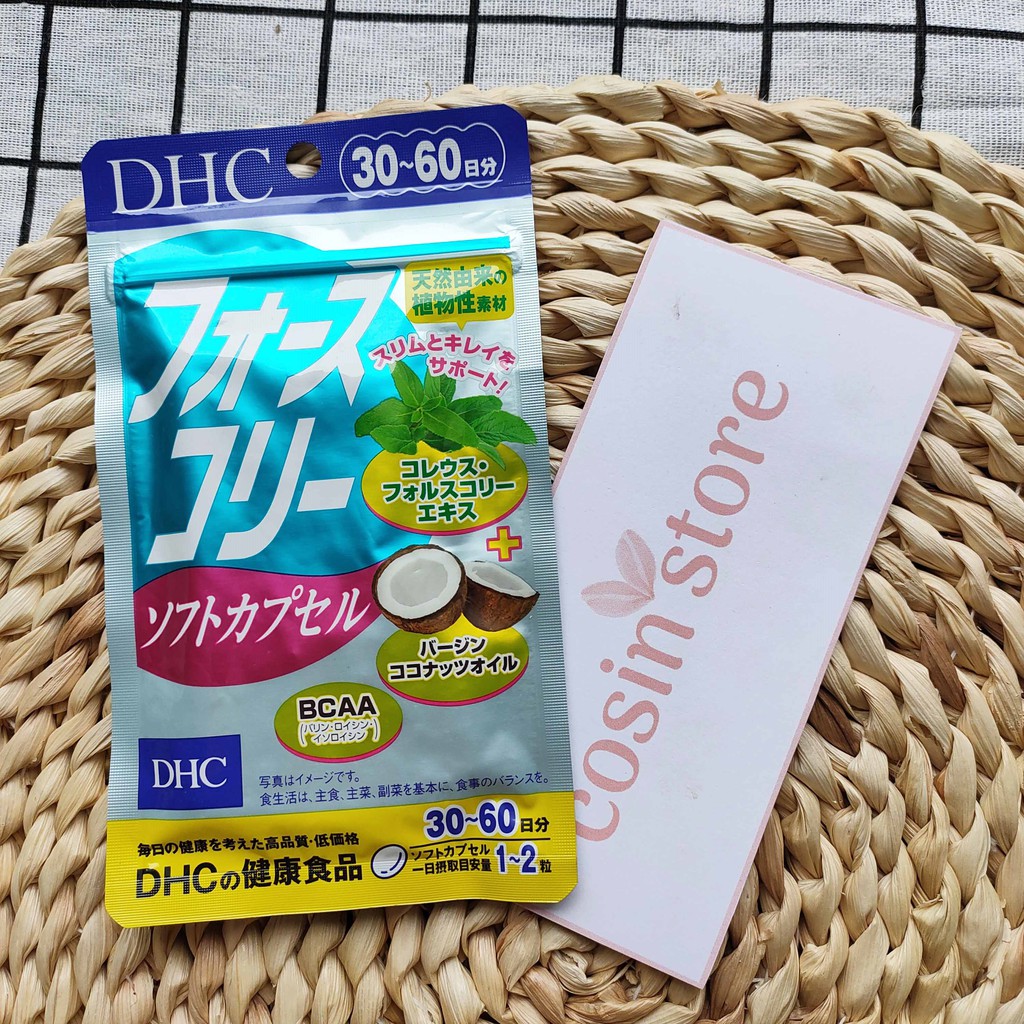 DHC
30~60日分
フォース
コリー
ソフトカプセル
天然由来の
植物性素材
スリムとキレイを
サポート!
コレウス・
フォルスコリー
エキス
+
バージン
ココナッツオイル
BCAA
(バリン・ロイシン・
イソロイシン)
DHC
写真はイメージです。
食生活は、主食、主菜、副菜を基本に、食事のバランスを。
毎日の健康を考えた高品質・低価格
DHCの健康食品
30~60日分
ソフトカプセル
一日摂取目安量 1~2粒
cosin store